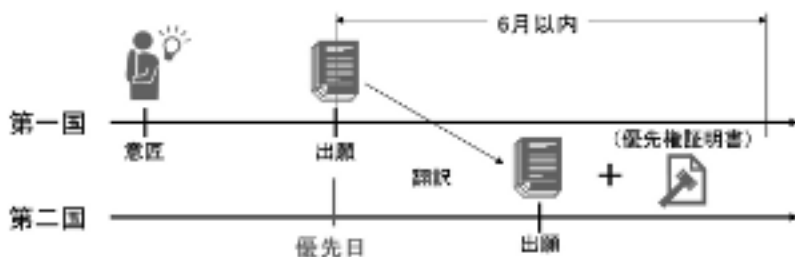 6月以内
第一国
意匠
出願
(優先権証明書)
翻訳
第二国
優先日
出願